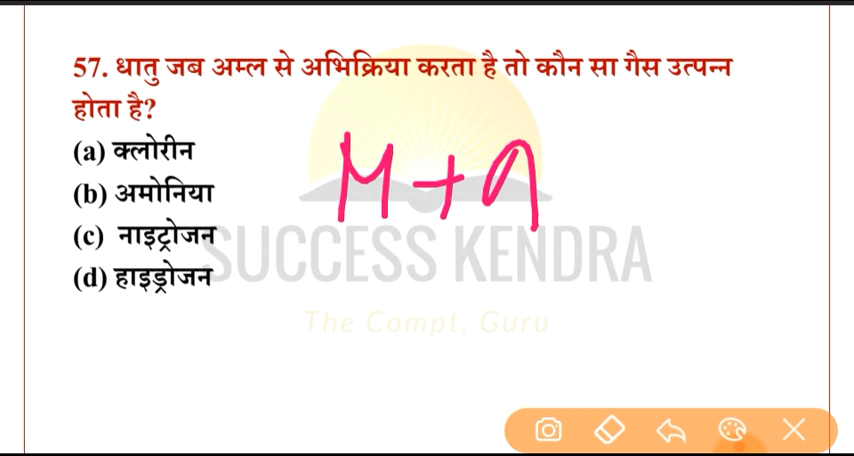 57. धातु जब अम्ल से अभिक्रिया करता है तो कौन सा गैस उत्पन्न
होता है?
(a) क्लोरीन
(b) अमोनिया
(c) नाइट्रोजन
(d) हाइड्रोजन
M+
SUCCESS KENDRA
The Compt. Guru